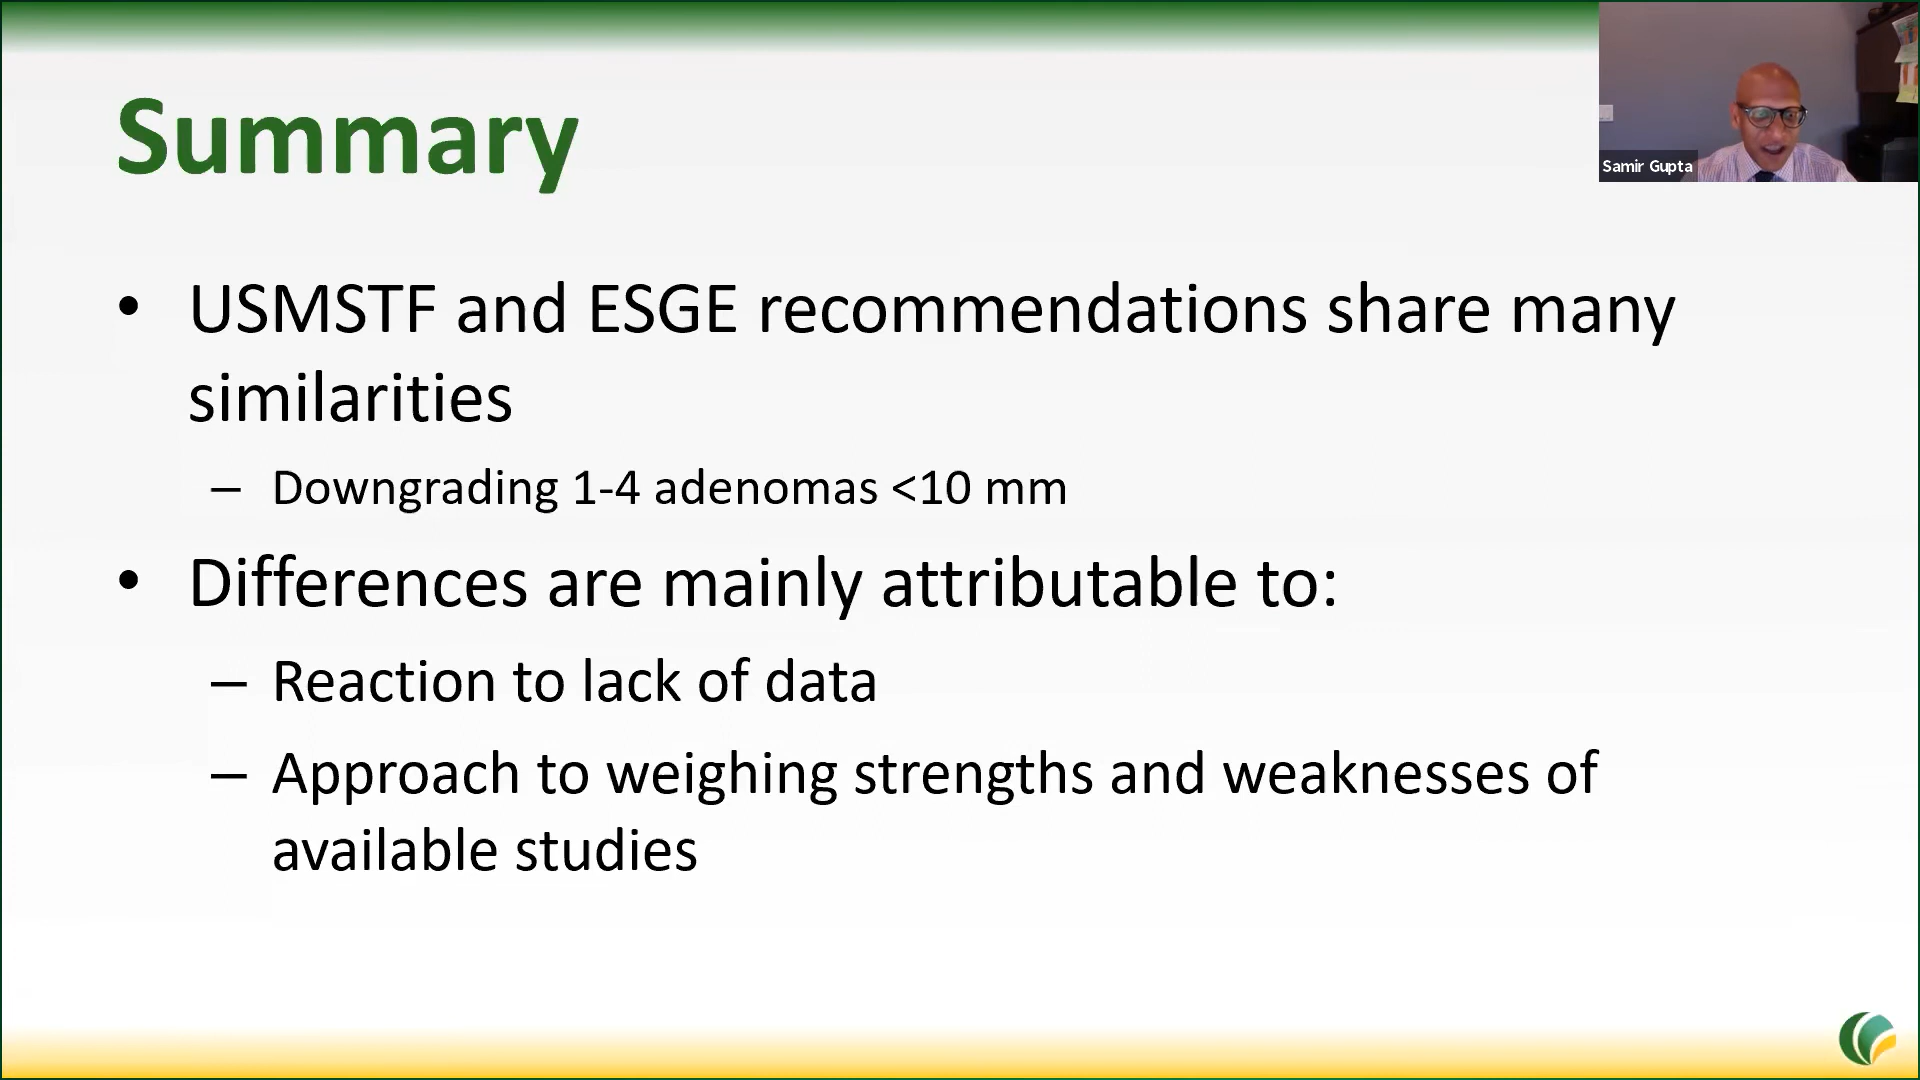 Summary
Samir Gupta
• USMSTF and ESGE recommendations share many
similarities
– Downgrading 1-4 adenomas <10 mm
• Differences are mainly attributable to:
– Reaction to lack of data
– Approach to weighing strengths and weaknesses of
available studies